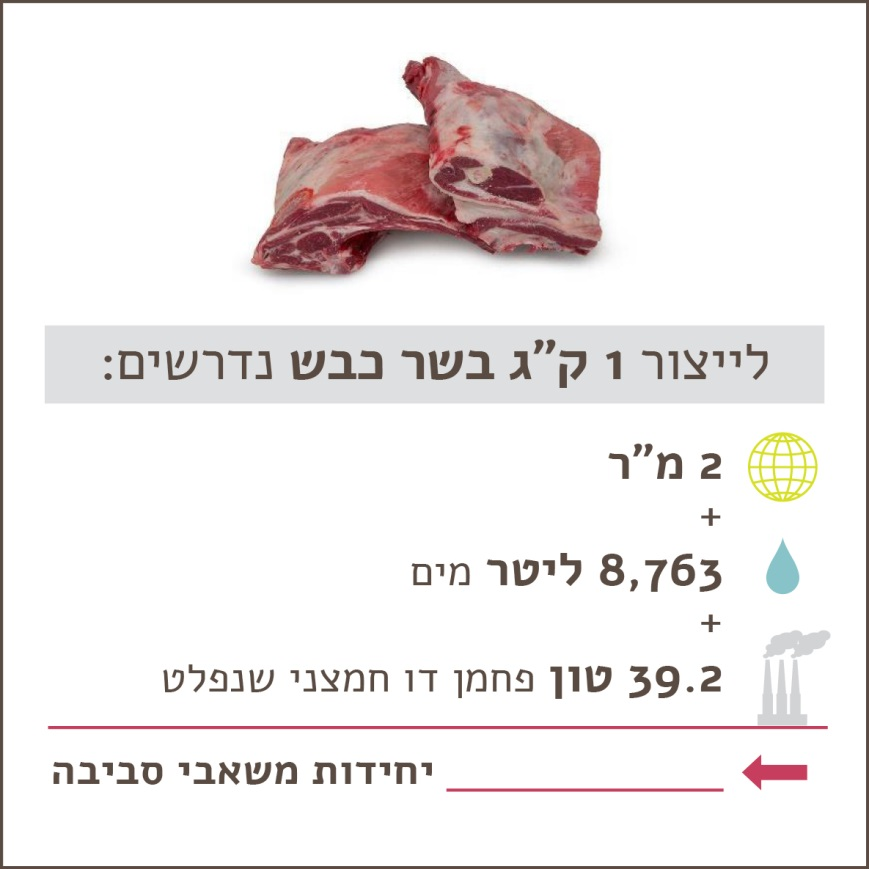 לייצור 1 ק"ג בשר כבש נדרשים:
2 מ"ר
+
8,763 ליטר מים
+
39.2 טון פחמן דו חמצני שנפלט
יחידות משאבי סביבה